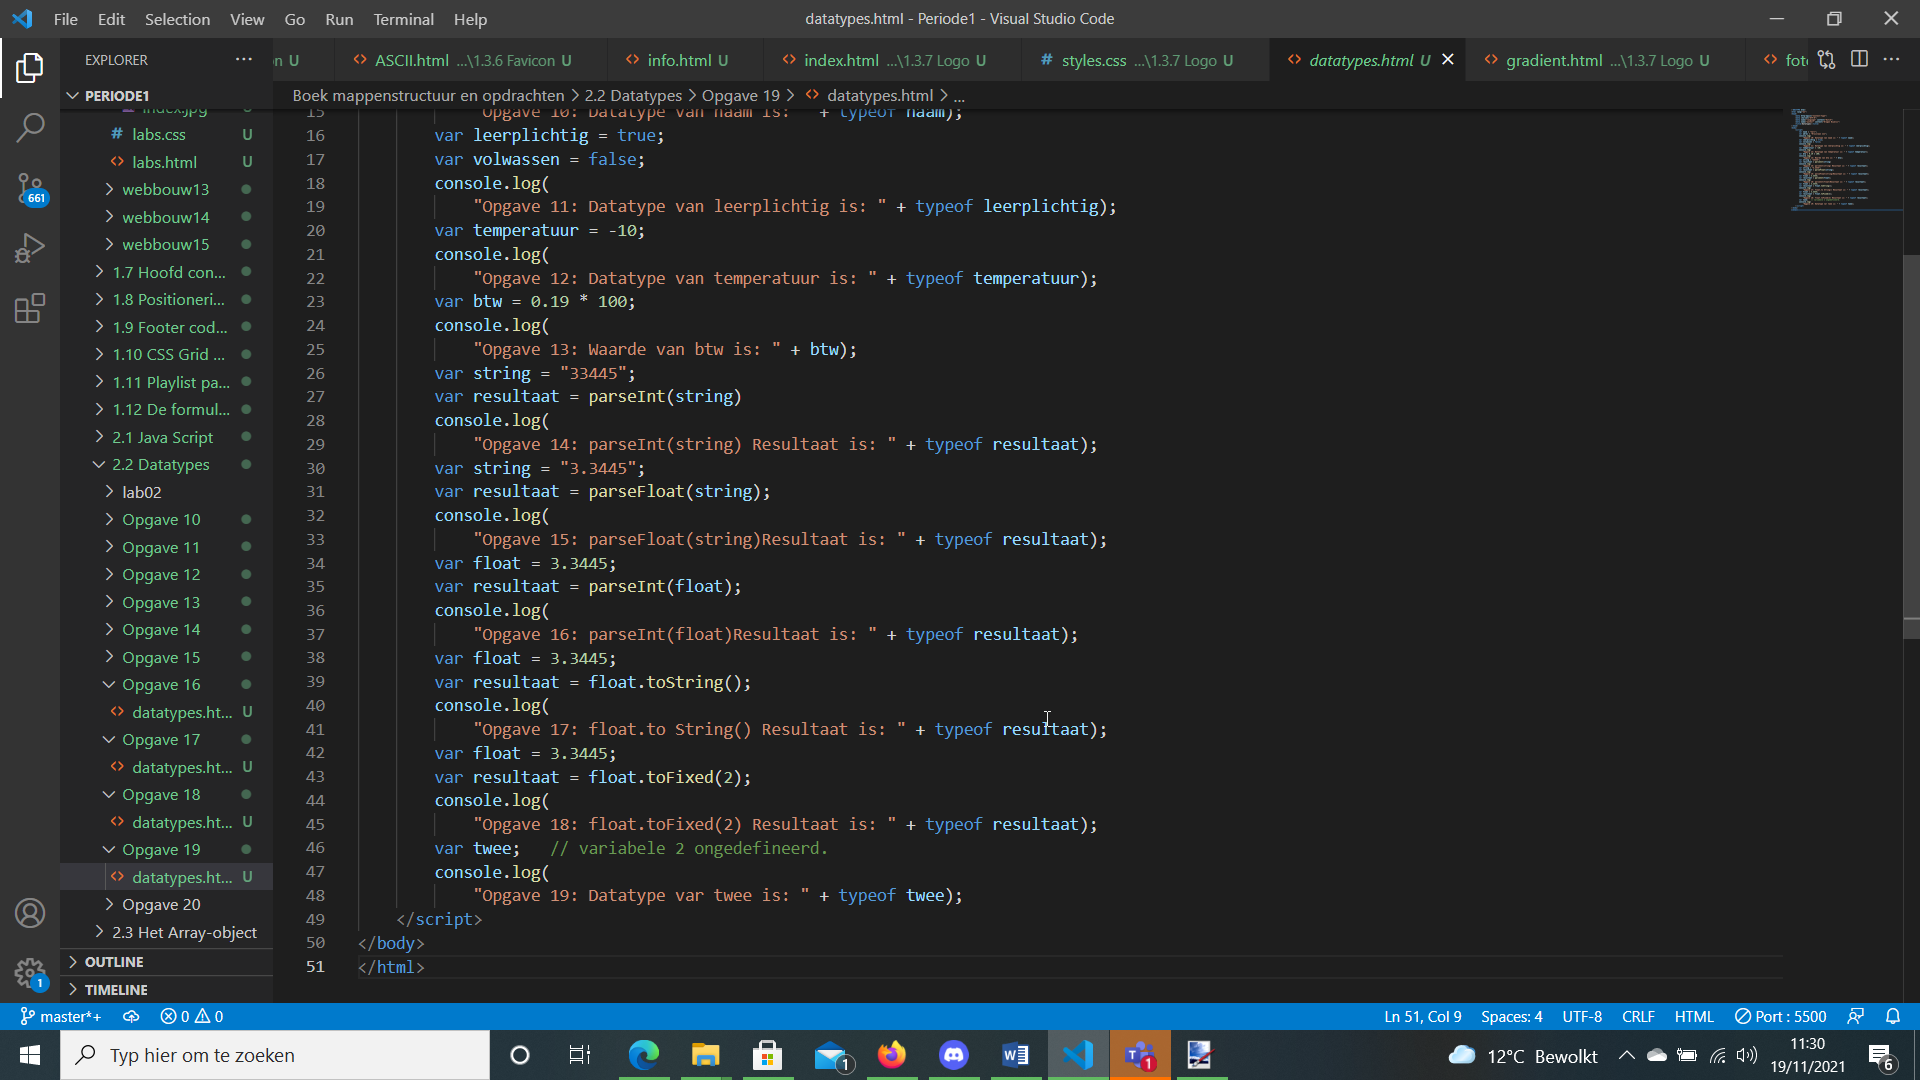 File Edit Selection View Go Run Terminal Help
datatypes.html - Periode1 - Visual Studio Code
EXPLORER ...
n U
<> ASCII.html ...\1.3.6 Favicon U
<> info.html U
<> index.html ...\1.3.7 Logo U
# styles.css ...\1.3.7 Logo U
<> datatypes.html U
<> gradient.html ...\1.3.7 Logo U
<> fot
PERIODE1
Boek mappenstructuur en opdrachten > 2.2 Datatypes > Opgave 19 > <> datatypes.html > ...
index.jpg
# labs.css U
<> labs.html U
> webbouw13
> webbouw14
> webbouw15
> 1.7 Hoofd con...
> 1.8 Positioneri...
> 1.9 Footer cod...
> 1.10 CSS Grid ...
> 1.11 Playlist pa...
> 1.12 De formul...
> 2.1 Java Script
2.2 Datatypes
> lab02
> Opgave 10
> Opgave 11
> Opgave 12
> Opgave 13
> Opgave 14
> Opgave 15
Opgave 16
<> datatypes.ht... U
Opgave 17
<> datatypes.ht... U
Opgave 18
<> datatypes.ht... U
Opgave 19
<> datatypes.ht... U
> Opgave 20
> 2.3 Het Array-object
> OUTLINE
> TIMELINE
661
1
15 "Opgave 10: Datatype van naam is: " + typeof naam);
16 var leerplichtig = true;
17 var volwassen = false;
18 console.log(
19 "Opgave 11: Datatype van leerplichtig is: " + typeof leerplichtig);
20 var temperatuur = -10;
21 console.log(
22 "Opgave 12: Datatype van temperatuur is: " + typeof temperatuur);
23 var btw = 0.19 * 100;
24 console.log(
25 "Opgave 13: Waarde van btw is: " + btw);
26 var string = "33445";
27 var resultaat = parseInt(string)
28 console.log(
29 "Opgave 14: parseInt(string) Resultaat is: " + typeof resultaat);
30 var string = "3.3445";
31 var resultaat = parseFloat(string);
32 console.log(
33 "Opgave 15: parseFloat(string)Resultaat is: " + typeof resultaat);
34 var float = 3.3445;
35 var resultaat = parseInt(float);
36 console.log(
37 "Opgave 16: parseInt(float)Resultaat is: " + typeof resultaat);
38 var float = 3.3445;
39 var resultaat = float.toString();
40 console.log(
41 "Opgave 17: float.to String() Resultaat is: " + typeof resultaat);
42 var float = 3.3445;
43 var resultaat = float.toFixed(2);
44 console.log(
45 "Opgave 18: float.toFixed(2) Resultaat is: " + typeof resultaat);
46 var twee; // variabele 2 ongedefineerd.
47 console.log(
48 "Opgave 19: Datatype var twee is: " + typeof twee);
49 </script>
50 </body>
51 </html>
master*+ 0 0
Ln 51, Col 9 Spaces: 4 UTF-8 CRLF HTML Port : 5500
Typ hier om te zoeken
1
1
12°C Bewolkt
11:30
19/11/2021
6